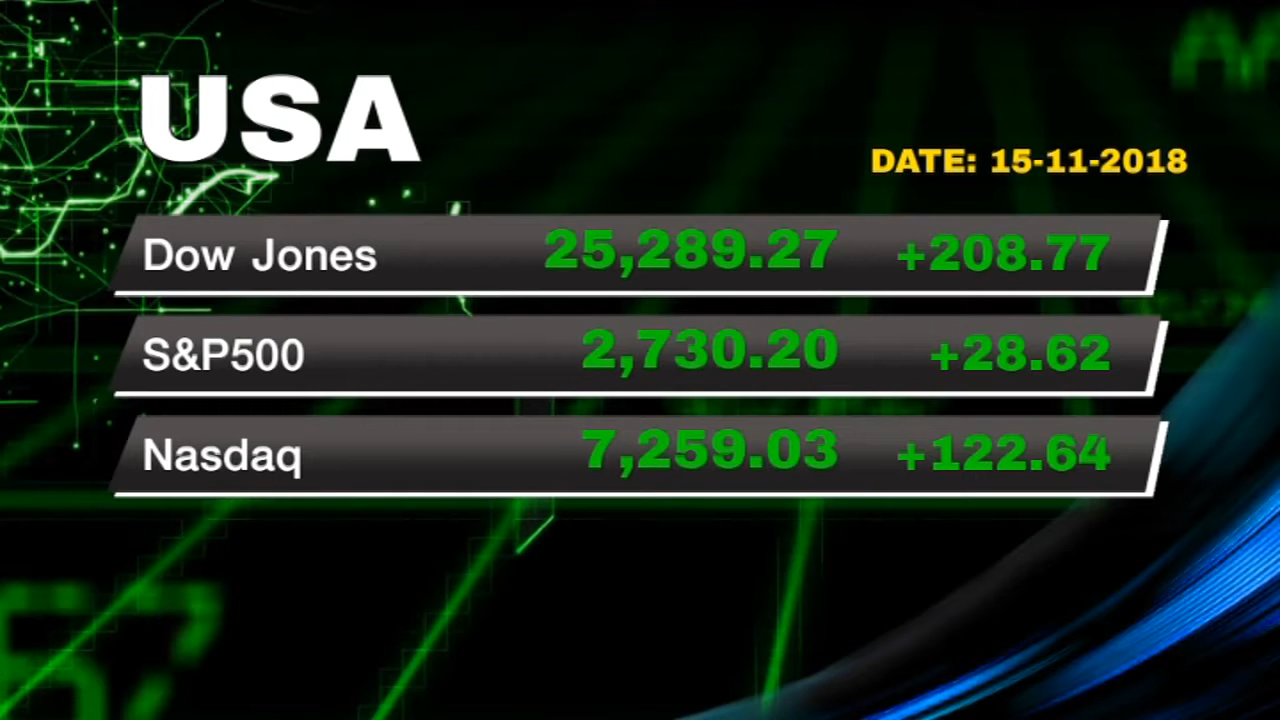 USA
DATE: 15-11-2018
Dow Jones 25,289.27 +208.77
S&P500 2,730.20 +28.62
Nasdaq 7,259.03 +122.64
57